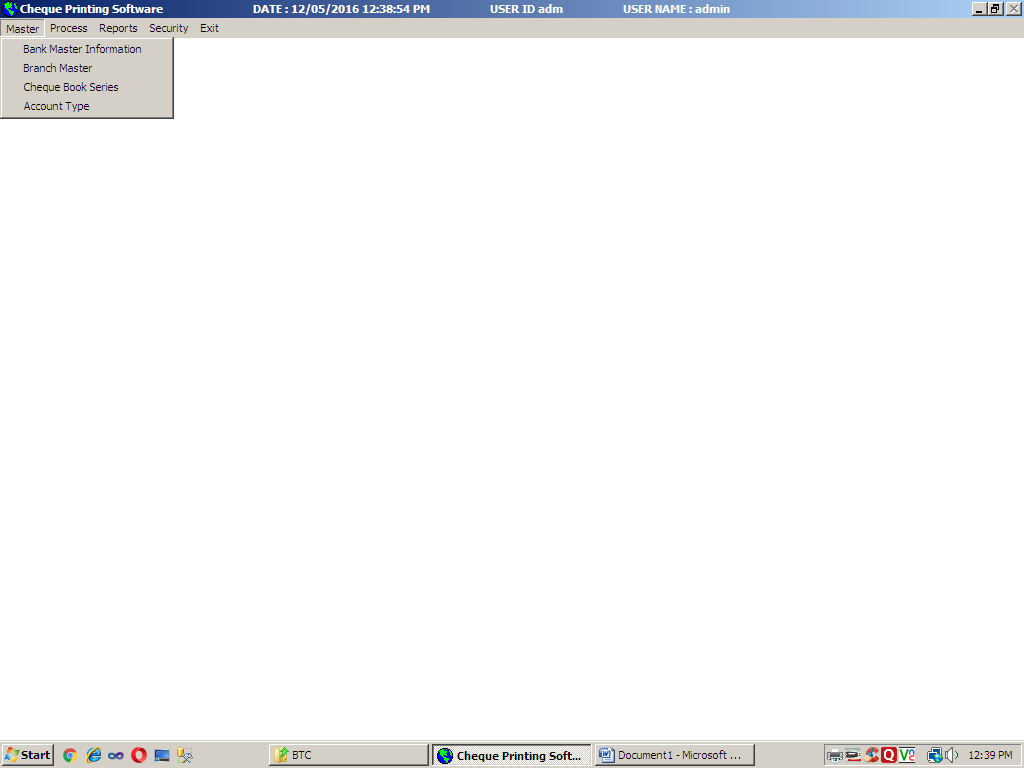 Cheque Printing Software DATE : 12/05/2016 12:38:54 PM USER ID adm USER NAME : admin
Master Process Reports Security Exit
Bank Master Information
Branch Master
Cheque Book Series
Account Type
Start BTC Cheque Printing Soft... Document1 - Microsoft ... 12:39 PM